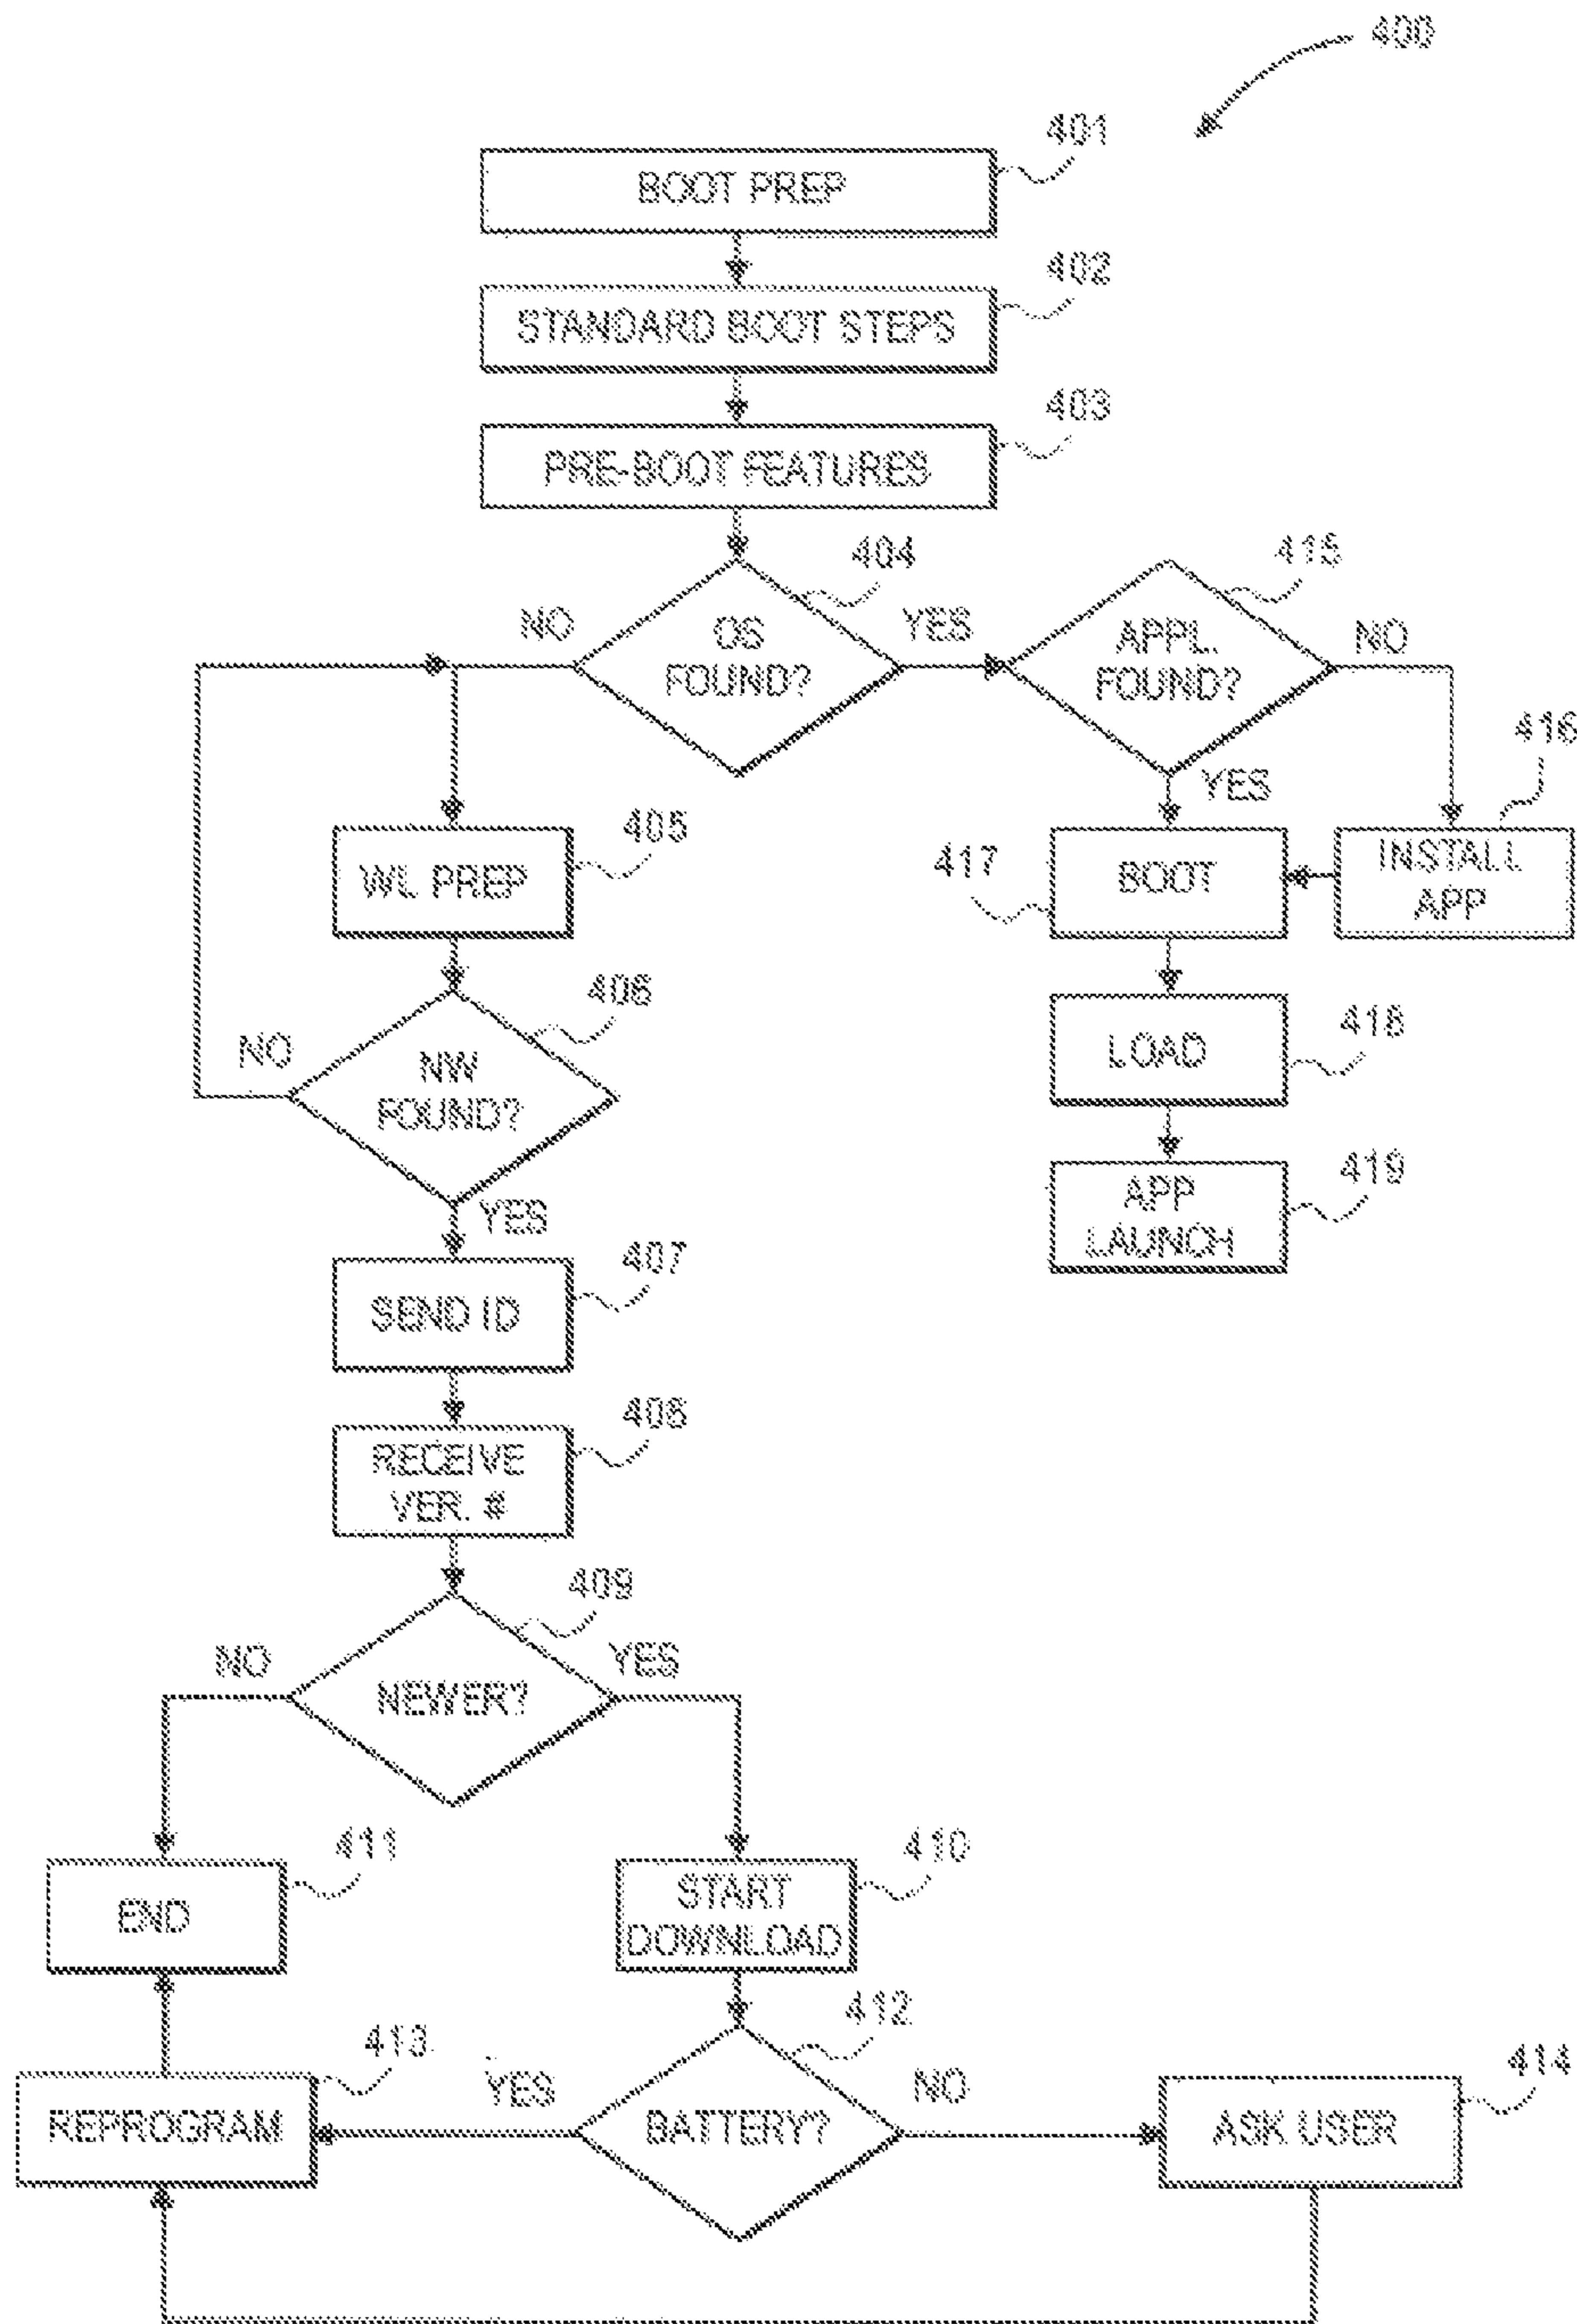 400
401
BOOT PREP
402
STANDARD BOOT STEPS
403
PRE-BOOT FEATURES
404
415
NO
OS
FOUND?
YES
APPL.
FOUND?
NO
416
YES
405
WL PREP
417
BOOT
INSTALL
APP
406
NO
NW
FOUND?
418
LOAD
YES
419
APP
LAUNCH
407
SEND ID
408
RECEIVE
VER. #
409
NO
NEWER?
YES
411
END
410
START
DOWNLOAD
412
413
REPROGRAM
YES
BATTERY?
NO
414
ASK USER